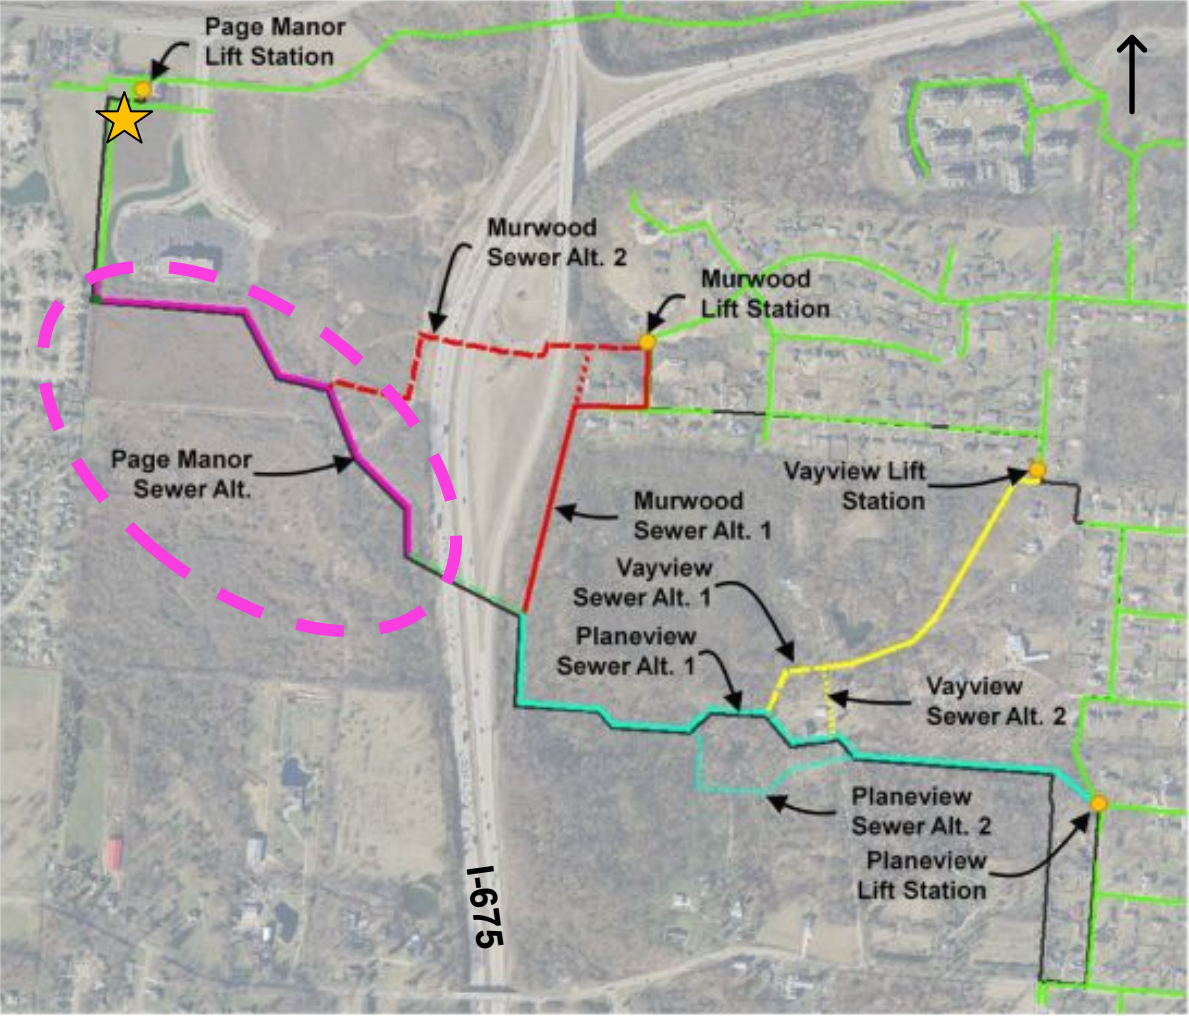 Page Manor
Lift Station
Murwood
Sewer Alt. 2
Murwood
Lift Station
Page Manor
Sewer Alt.
Vayview Lift
Station
Murwood
Sewer Alt. 1
Vayview
Sewer Alt. 1
Planeview
Sewer Alt. 1
Vayview
Sewer Alt. 2
Planeview
Sewer Alt. 2
Planeview
Lift Station
I-675